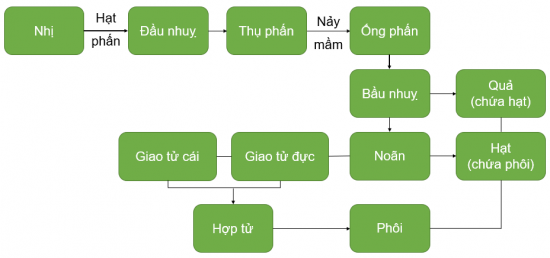 Nhị
Hạt
phấn
Đầu nhuỵ
Thụ phấn
Nảy
mầm
Ống phấn
Bầu nhuỵ
Quả
(chứa hạt)
Giao tử cái
Giao tử đực
Noãn
Hạt
(chứa phôi)
Hợp tử
Phôi